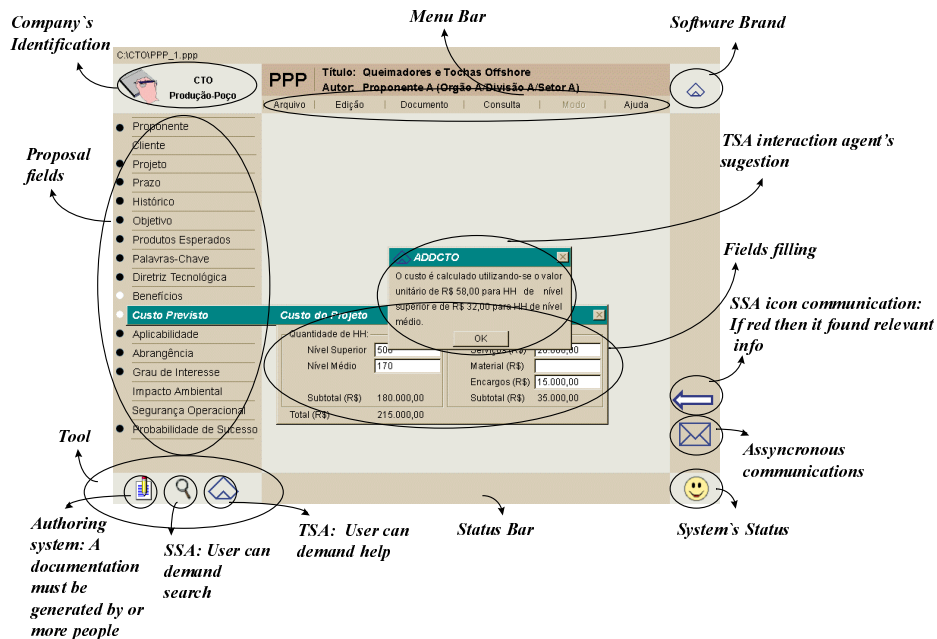 Company`s
Identification
Menu Bar
Software Brand
C:\CTO\PPP_1.ppp
CTO
Produção-Poço
PPP
Título: Queimadores e Tochas Offshore
Autor: Proponente A (Orgão A/Divisão A/Setor A)
Arquivo | Edição | Documento | Consulta | Modo | Ajuda
Proposal
fields
Proponente
Cliente
Projeto
Prazo
Histórico
Objetivo
Produtos Esperados
Palavras-Chave
Diretriz Tecnológica
Benefícios
Custo Previsto
Aplicabilidade
Abrangência
Grau de Interesse
Impacto Ambiental
Segurança Operacional
Probabilidade de Sucesso
TSA interaction agent's
sugestion
ADDCTO
O custo é calculado utilizando-se o valor
unitário de R$ 58,00 para HH de nível
superior e de R$ 32,00 para HH de nível
médio.
OK
Fields filling
Custo do Projeto
Quantidade de HH:
Nível Superior 500
Nível Médio 170
Subtotal (R$) 180.000,00
Total (R$) 215.000,00
Serviços (R$) 20.000,00
Material (R$)
Encargos (R$) 15.000,00
Subtotal (R$) 35.000,00
SSA icon communication:
If red then it found relevant
info
Assyncronous
communications
Tool
Authoring
system: A
documentation
must be
generated by or
more people
SSA: User can
demand
search
TSA: User can
demand help
Status Bar
System`s Status